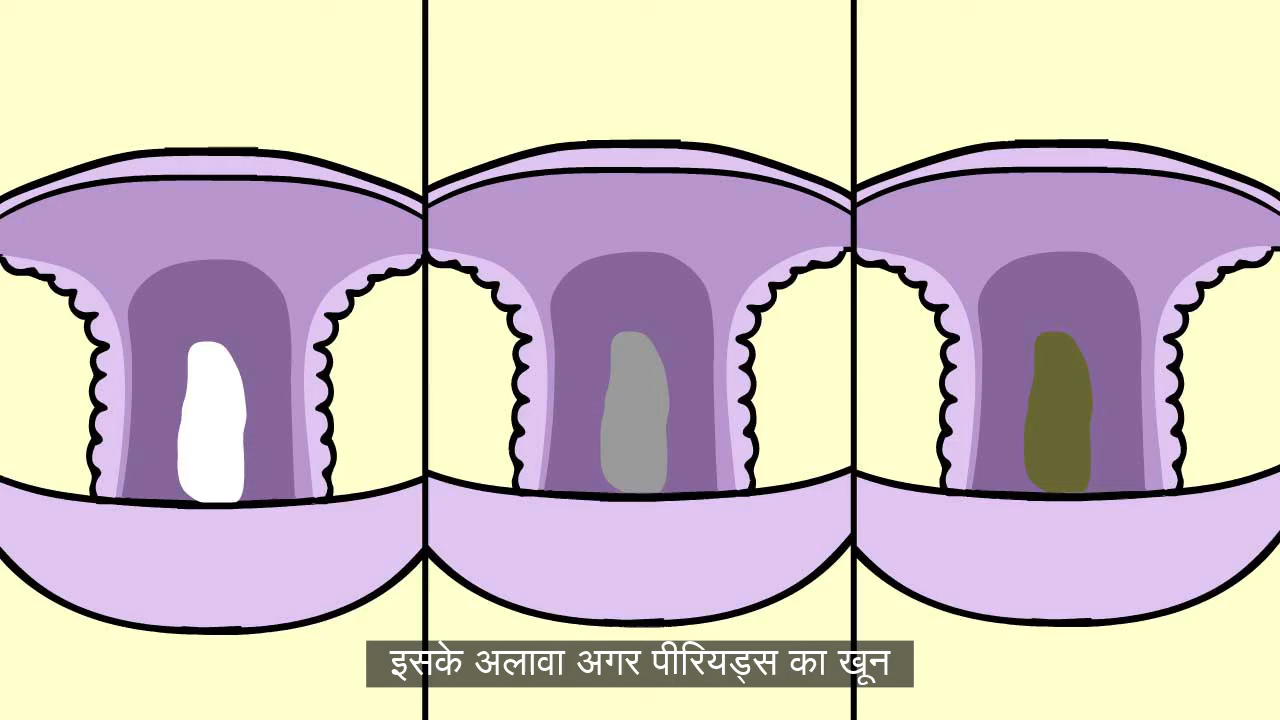 इसके अलावा अगर पीरियड्स का खून